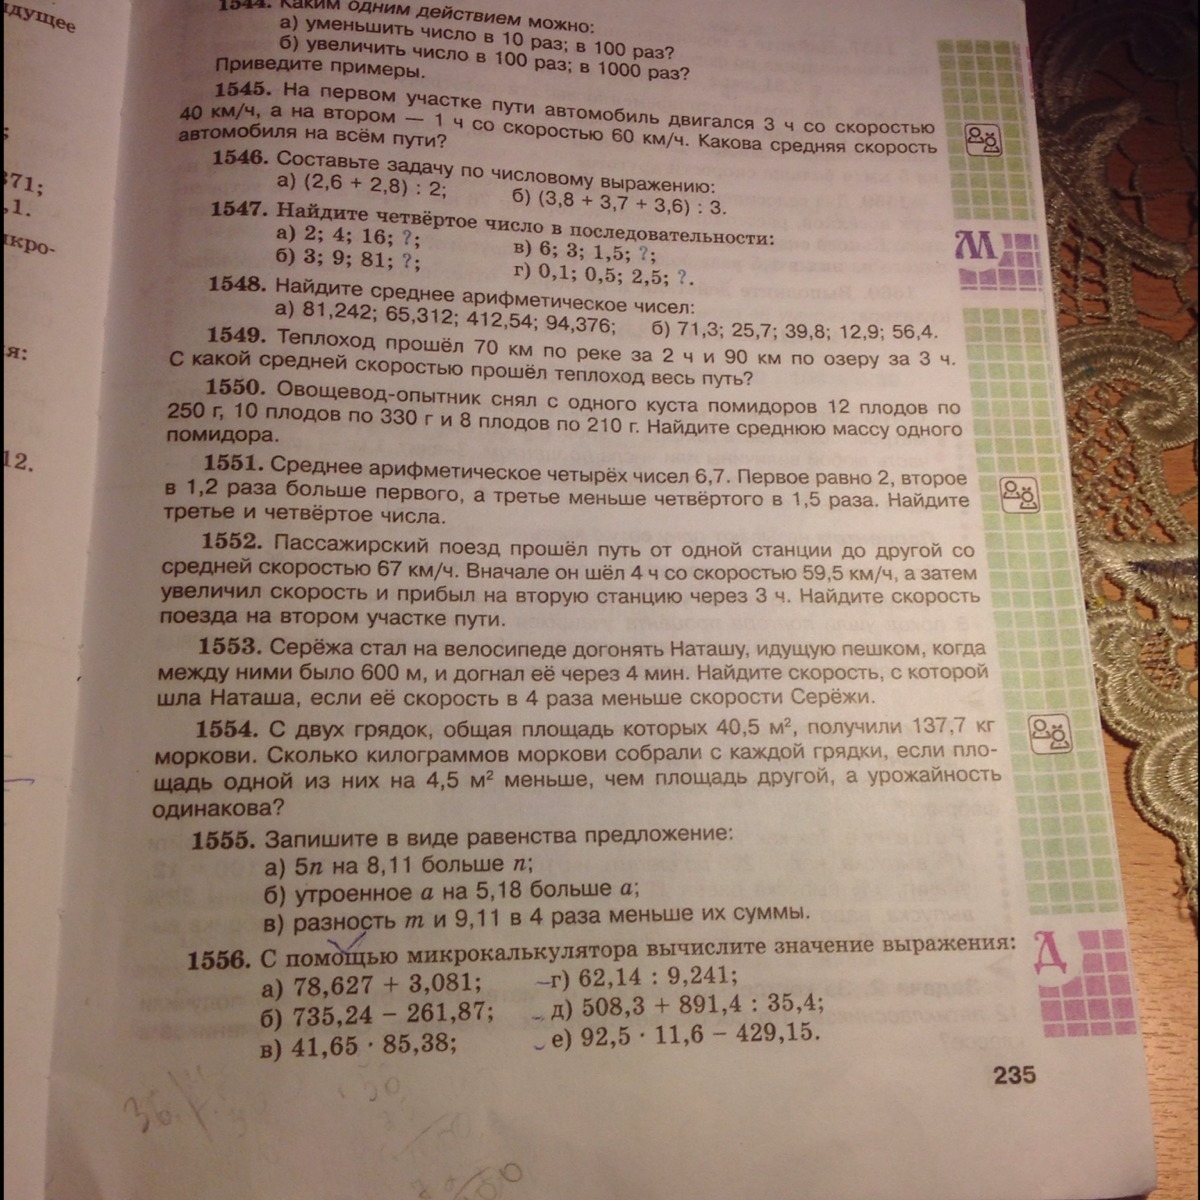 дущее
371;
,1.
икро-
я:
12.
1544. Каким одним действием можно:
а) уменьшить число в 10 раз; в 100 раз?
б) увеличить число в 100 раз; в 1000 раз?
Приведите примеры.
1545. На первом участке пути автомобиль двигался 3 ч со скоростью
40 км/ч, а на втором — 1 ч со скоростью 60 км/ч. Какова средняя скорость
автомобиля на всём пути?
1546. Составьте задачу по числовому выражению:
а) (2,6 + 2,8) : 2; б) (3,8 + 3,7 + 3,6) : 3.
1547. Найдите четвёртое число в последовательности:
а) 2; 4; 16; ?; в) 6; 3; 1,5; ?;
б) 3; 9; 81; ?; г) 0,1; 0,5; 2,5; ?.
М
1548. Найдите среднее арифметическое чисел:
а) 81,242; 65,312; 412,54; 94,376; б) 71,3; 25,7; 39,8; 12,9; 56,4.
1549. Теплоход прошёл 70 км по реке за 2 ч и 90 км по озеру за 3 ч.
С какой средней скоростью прошёл теплоход весь путь?
1550. Овощевод-опытник снял с одного куста помидоров 12 плодов по
250 г, 10 плодов по 330 г и 8 плодов по 210 г. Найдите среднюю массу одного
помидора.
1551. Среднее арифметическое четырёх чисел 6,7. Первое равно 2, второе
в 1,2 раза больше первого, а третье меньше четвёртого в 1,5 раза. Найдите
третье и четвёртое числа.
1552. Пассажирский поезд прошёл путь от одной станции до другой со
средней скоростью 67 км/ч. Вначале он шёл 4 ч со скоростью 59,5 км/ч, а затем
увеличил скорость и прибыл на вторую станцию через 3 ч. Найдите скорость
поезда на втором участке пути.
1553. Серёжа стал на велосипеде догонять Наташу, идущую пешком, когда
между ними было 600 м, и догнал её через 4 мин. Найдите скорость, с которой
шла Наташа, если её скорость в 4 раза меньше скорости Серёжи.
1554. С двух грядок, общая площадь которых 40,5 м², получили 137,7 кг
моркови. Сколько килограммов моркови собрали с каждой грядки, если пло-
щадь одной из них на 4,5 м² меньше, чем площадь другой, а урожайность
одинакова?
1555. Запишите в виде равенства предложение:
а) 5n на 8,11 больше n;
б) утроенное a на 5,18 больше a;
в) разность m и 9,11 в 4 раза меньше их суммы.
Д
1556. С помощью микрокалькулятора вычислите значение выражения:
а) 78,627 + 3,081; г) 62,14 : 9,241;
б) 735,24 − 261,87; д) 508,3 + 891,4 : 35,4;
в) 41,65 · 85,38; е) 92,5 · 11,6 − 429,15.
235